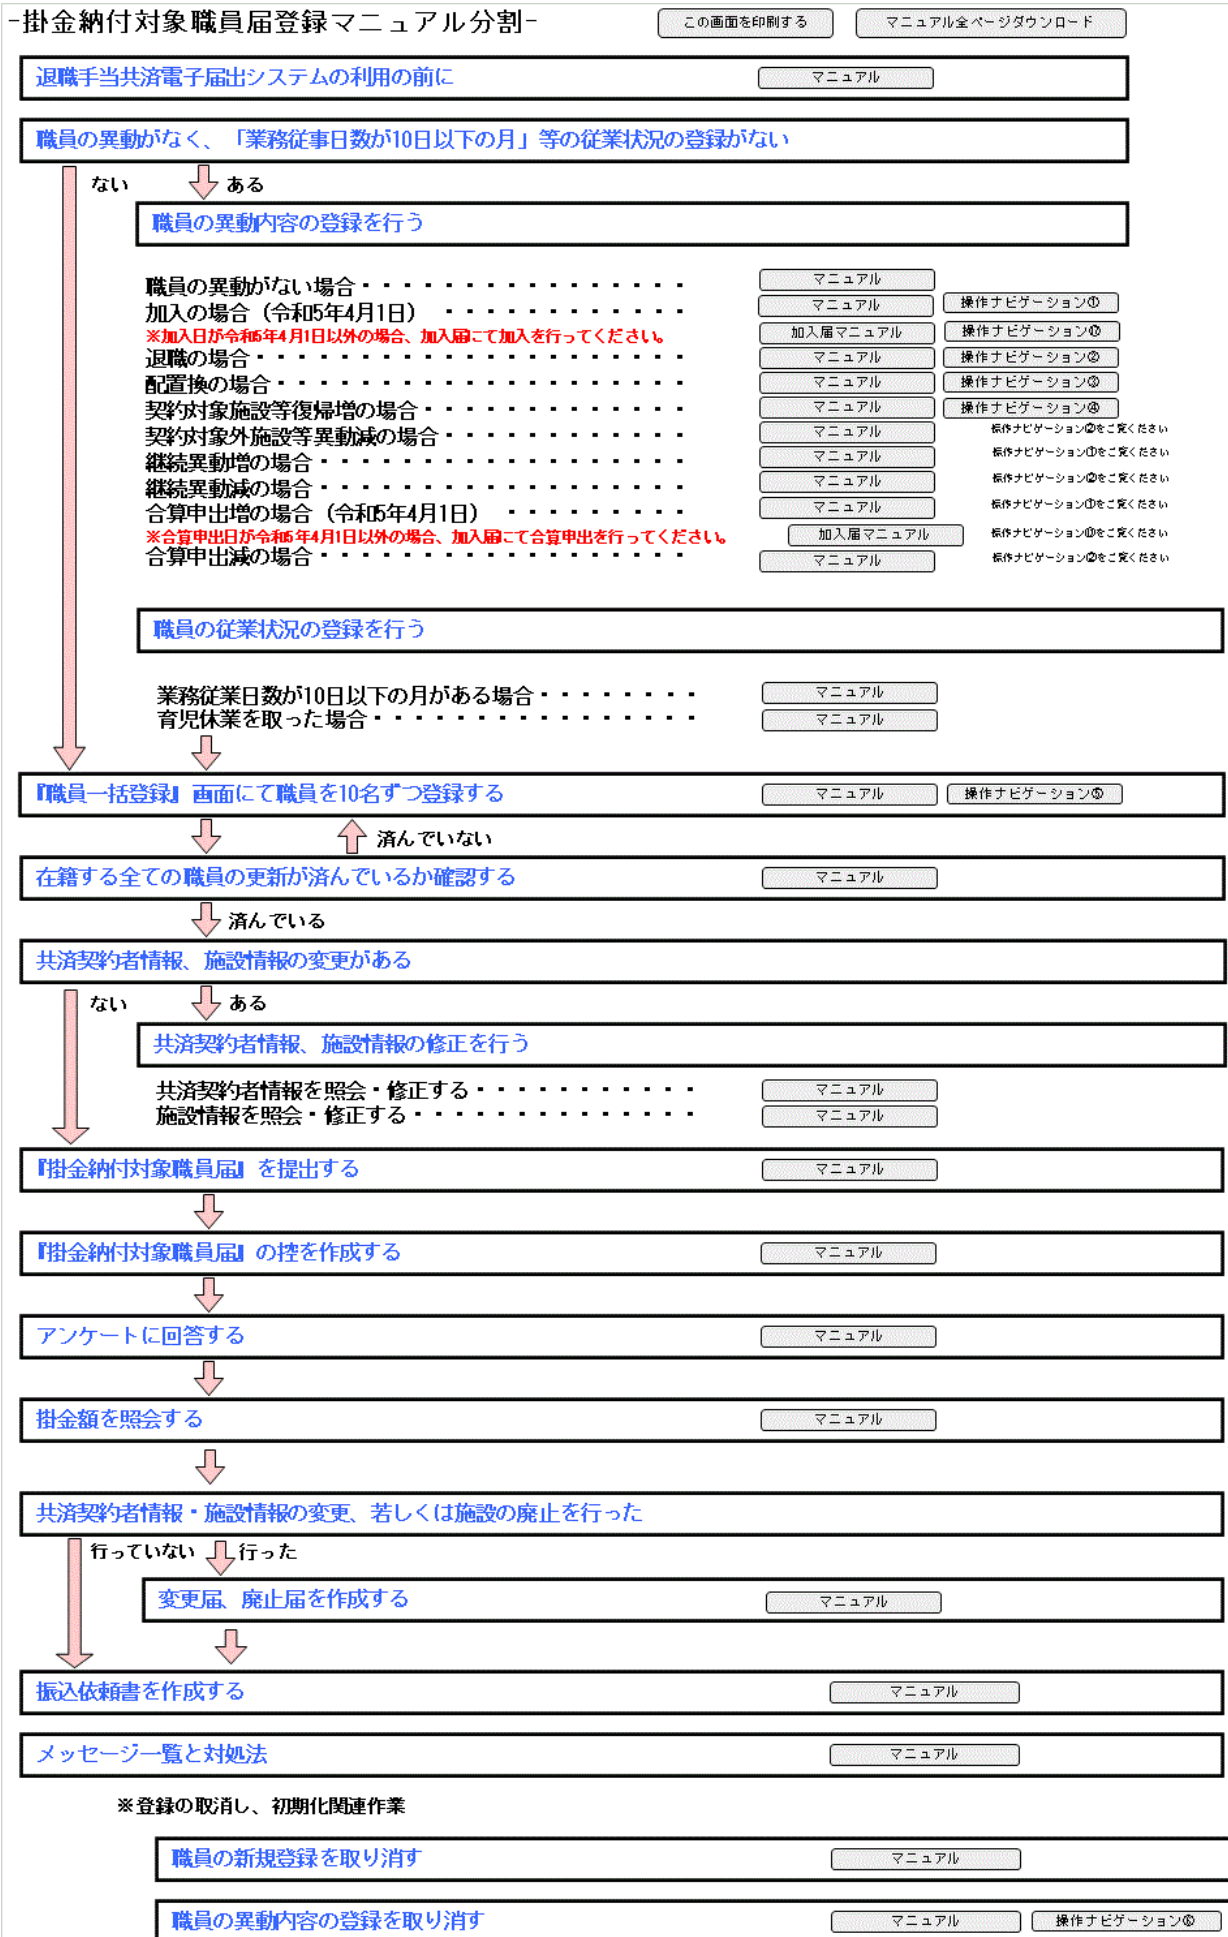 -掛金納付対象職員届登録マニュアル分割-
この画面を印刷する
マニュアル全ページダウンロード
退職手当共済電子届出システムの利用の前に
マニュアル
職員の異動がなく、「業務従事日数が10日以下の月」等の従業状況の登録がない
ない
ある
職員の異動内容の登録を行う
職員の異動がない場合・・・・・・・・・・・・・・・・
マニュアル
加入の場合（令和5年4月1日）　・・・・・・・・・・・・
マニュアル
操作ナビゲーション①
※加入日が令和5年4月1日以外の場合、加入届にて加入を行ってください。
加入届マニュアル
退職の場合・・・・・・・・・・・・・・・・・・・・・
マニュアル
操作ナビゲーション②
配置換の場合・・・・・・・・・・・・・・・・・・・・
マニュアル
操作ナビゲーション③
契約対象施設等復帰増の場合・・・・・・・・・・・・・
マニュアル
操作ナビゲーション④
契約対象外施設等異動減の場合・・・・・・・・・・・・
マニュアル
操作ナビゲーション②をご覧ください
継続異動増の場合・・・・・・・・・・・・・・・・・・
マニュアル
操作ナビゲーション①をご覧ください
継続異動減の場合・・・・・・・・・・・・・・・・・・
マニュアル
操作ナビゲーション②をご覧ください
合算申出増の場合（令和5年4月1日）　・・・・・・・・・
マニュアル
操作ナビゲーション①をご覧ください
※合算申出日が令和5年4月1日以外の場合、加入届にて合算申出を行ってください。
加入届マニュアル
合算申出減の場合・・・・・・・・・・・・・・・・・・
マニュアル
操作ナビゲーション②をご覧ください
職員の従業状況の登録を行う
業務従業日数が10日以下の月がある場合・・・・・・・・
マニュアル
育児休業を取った場合・・・・・・・・・・・・・・・・
マニュアル
『職員一括登録』画面にて職員を10名ずつ登録する
マニュアル
操作ナビゲーション⑤
済んでいない
在籍する全ての職員の更新が済んでいるか確認する
マニュアル
済んでいる
共済契約者情報、施設情報の変更がある
ない
ある
共済契約者情報、施設情報の修正を行う
共済契約者情報を照会・修正する・・・・・・・・・・・
マニュアル
施設情報を照会・修正する・・・・・・・・・・・・・・
マニュアル
『掛金納付対象職員届』を提出する
マニュアル
『掛金納付対象職員届』の控を作成する
マニュアル
アンケートに回答する
マニュアル
掛金額を照会する
マニュアル
共済契約者情報・施設情報の変更、若しくは施設の廃止を行った
行っていない
行った
変更届、廃止届を作成する
マニュアル
振込依頼書を作成する
マニュアル
メッセージ一覧と対処法
マニュアル
※登録の取消し、初期化関連作業
職員の新規登録を取り消す
マニュアル
職員の異動内容の登録を取り消す
マニュアル
操作ナビゲーション⑥